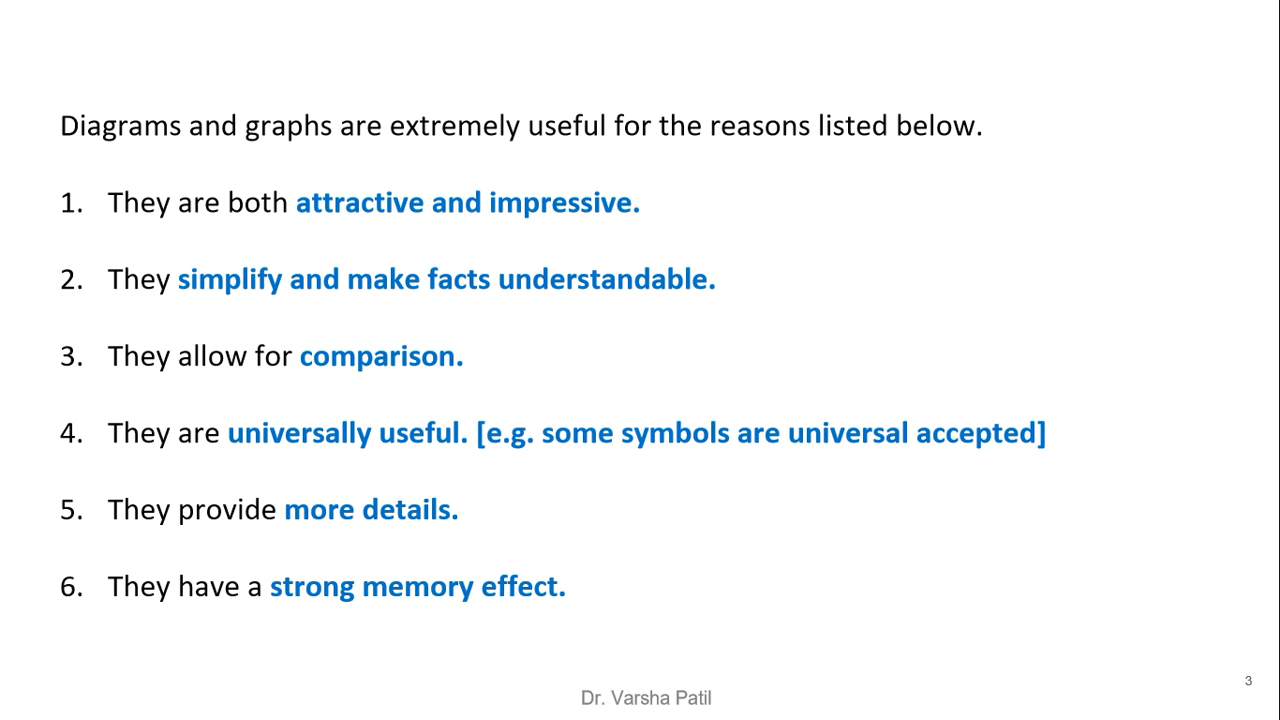 Diagrams and graphs are extremely useful for the reasons listed below.
1. They are both attractive and impressive.
2. They simplify and make facts understandable.
3. They allow for comparison.
4. They are universally useful. [e.g. some symbols are universal accepted]
5. They provide more details.
6. They have a strong memory effect.
3
Dr. Varsha Patil